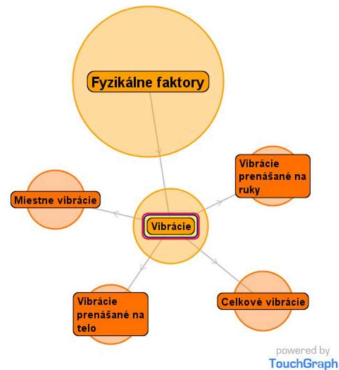 Fyzikálne faktory
Vibrácie
prenášané na
ruky
Miestne vibrácie
Vibrácie
Vibrácie
prenášané na
telo
Celkové vibrácie
powered by
TouchGraph